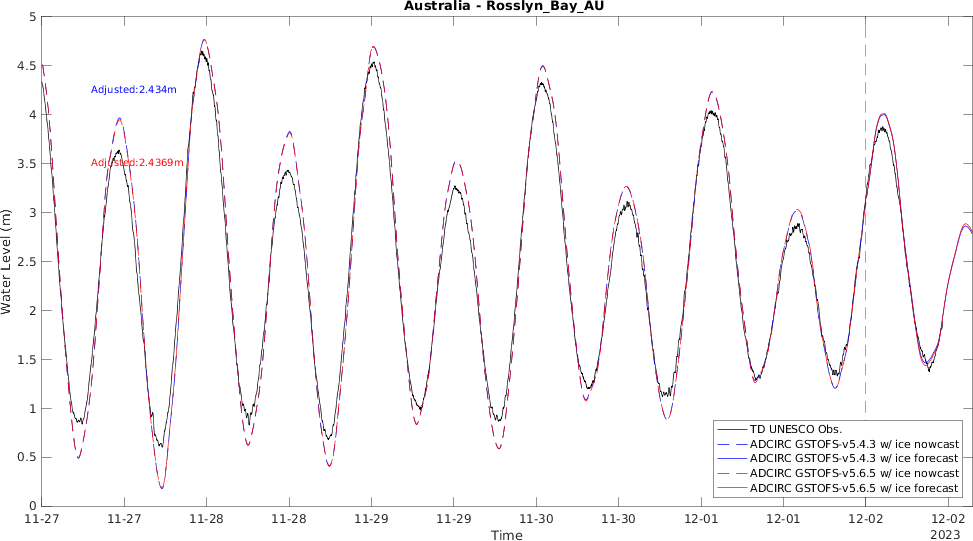 Australia - Rosslyn_Bay_AU
5
4.5
4
3.5
3
2.5
2
1.5
1
0.5
0
Water Level (m)
Adjusted:2.434m
Adjusted:2.4369m
TD UNESCO Obs.
ADCIRC GSTOFS-v5.4.3 w/ ice nowcast
ADCIRC GSTOFS-v5.4.3 w/ ice forecast
ADCIRC GSTOFS-v5.6.5 w/ ice nowcast
ADCIRC GSTOFS-v5.6.5 w/ ice forecast
11-27 11-27 11-28 11-28 11-29 11-29 11-30 11-30 12-01 12-01 12-02 12-02
2023
Time